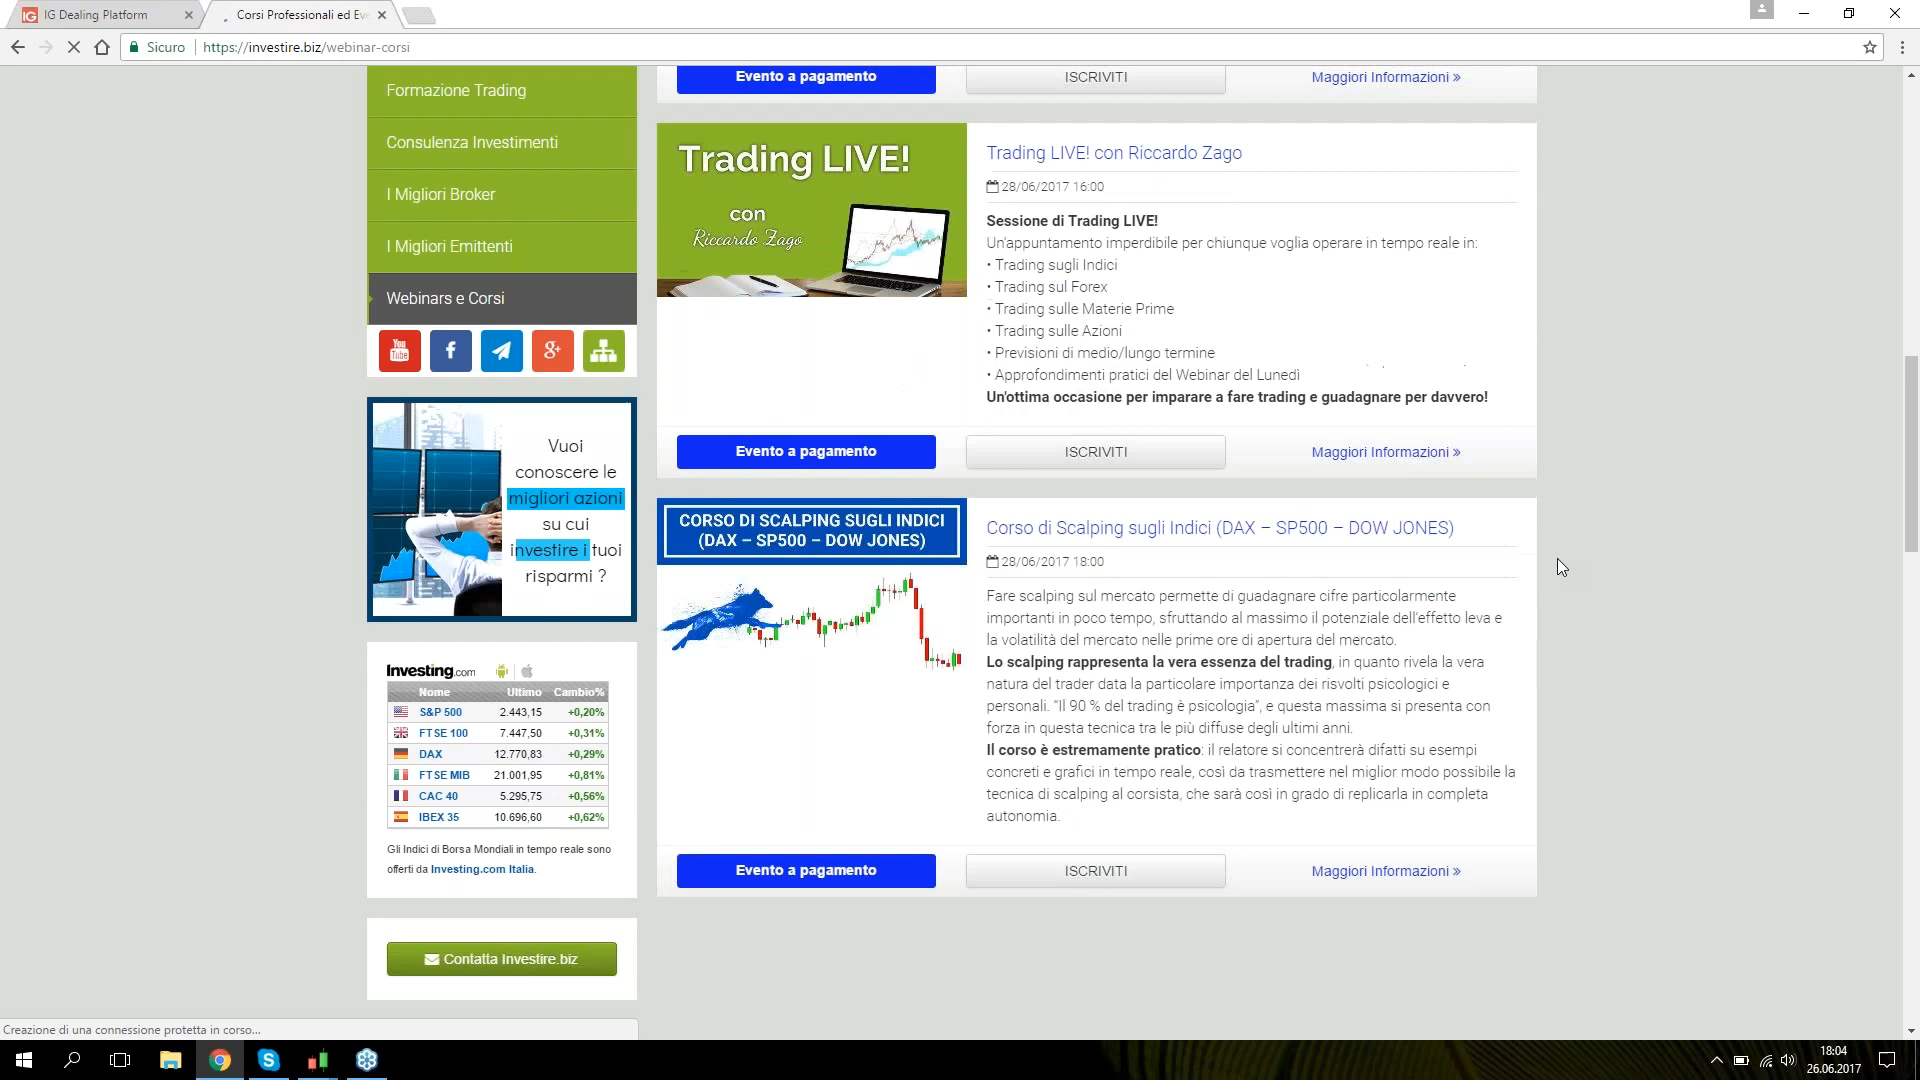 IG Dealing Platform
Corsi Professionali ed Eve
Sicuro
https://investire.biz/webinar-corsi
Formazione Trading
Consulenza Investimenti
I Migliori Broker
I Migliori Emittenti
Webinars e Corsi
You Tube
Vuoi
conoscere le
migliori azioni
su cui
investire i tuoi
risparmi ?
Investing.com
Nome Ultimo Cambio%
S&P 500 2.443,15 +0,20%
FTSE 100 7.447,50 +0,31%
DAX 12.770,83 +0,29%
FTSE MIB 21.001,95 +0,81%
CAC 40 5.295,75 +0,56%
IBEX 35 10.696,60 +0,62%
Gli Indici di Borsa Mondiali in tempo reale sono
offerti da Investing.com Italia.
Contatta Investire.biz
Evento a pagamento
ISCRIVITI
Maggiori Informazioni »
Trading LIVE!
con
Riccardo Zago
Trading LIVE! con Riccardo Zago
28/06/2017 16:00
Sessione di Trading LIVE!
Un'appuntamento imperdibile per chiunque voglia operare in tempo reale in:
• Trading sugli Indici
• Trading sul Forex
• Trading sulle Materie Prime
• Trading sulle Azioni
• Previsioni di medio/lungo termine
• Approfondimenti pratici del Webinar del Lunedì
Un'ottima occasione per imparare a fare trading e guadagnare per davvero!
Evento a pagamento
ISCRIVITI
Maggiori Informazioni »
CORSO DI SCALPING SUGLI INDICI
(DAX – SP500 – DOW JONES)
Corso di Scalping sugli Indici (DAX – SP500 – DOW JONES)
28/06/2017 18:00
Fare scalping sul mercato permette di guadagnare cifre particolarmente
importanti in poco tempo, sfruttando al massimo il potenziale dell'effetto leva e
la volatilità del mercato nelle prime ore di apertura del mercato.
Lo scalping rappresenta la vera essenza del trading, in quanto rivela la vera
natura del trader data la particolare importanza dei risvolti psicologici e
personali. "Il 90 % del trading è psicologia", e questa massima si presenta con
forza in questa tecnica tra le più diffuse degli ultimi anni.
Il corso è estremamente pratico: il relatore si concentrerà difatti su esempi
concreti e grafici in tempo reale, così da trasmettere nel miglior modo possibile la
tecnica di scalping al corsista, che sarà così in grado di replicarla in completa
autonomia.
Evento a pagamento
ISCRIVITI
Maggiori Informazioni »
Creazione di una connessione protetta in corso...
18:04
26.06.2017